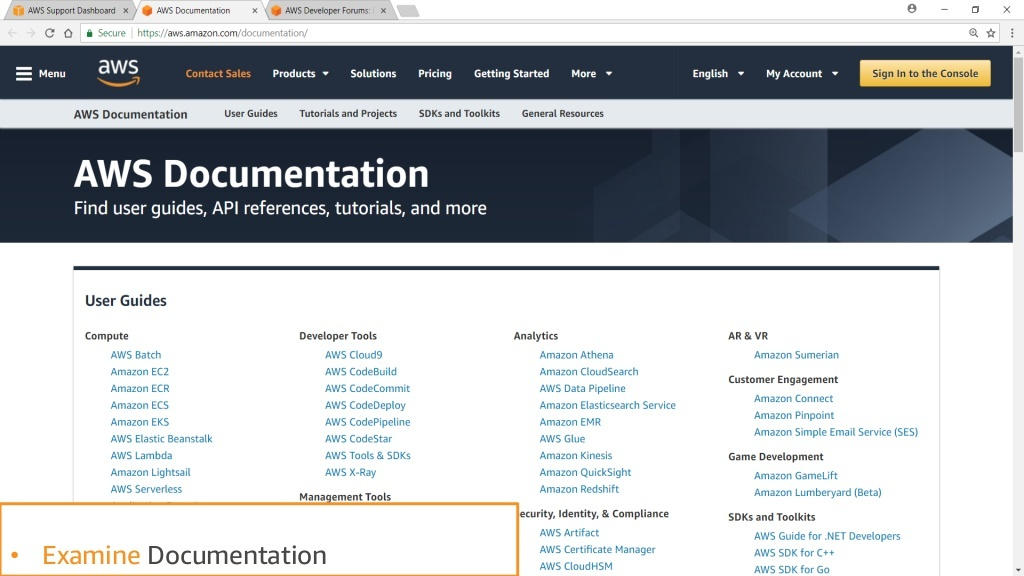 AWS Support Dashboard
AWS Documentation
AWS Developer Forums:
Secure
https://aws.amazon.com/documentation/
Menu
aws
Contact Sales
Products
Solutions
Pricing
Getting Started
More
English
My Account
Sign In to the Console
AWS Documentation
User Guides
Tutorials and Projects
SDKs and Toolkits
General Resources
AWS Documentation
Find user guides, API references, tutorials, and more
User Guides
Compute
AWS Batch
Amazon EC2
Amazon ECR
Amazon ECS
Amazon EKS
AWS Elastic Beanstalk
AWS Lambda
Amazon Lightsail
AWS Serverless
Developer Tools
AWS Cloud9
AWS CodeBuild
AWS CodeCommit
AWS CodeDeploy
AWS CodePipeline
AWS CodeStar
AWS Tools & SDKs
AWS X-Ray
Management Tools
Analytics
Amazon Athena
Amazon CloudSearch
AWS Data Pipeline
Amazon Elasticsearch Service
Amazon EMR
AWS Glue
Amazon Kinesis
Amazon QuickSight
Amazon Redshift
ecurity, Identity, & Compliance
AWS Artifact
AWS Certificate Manager
AWS CloudHSM
AR & VR
Amazon Sumerian
Customer Engagement
Amazon Connect
Amazon Pinpoint
Amazon Simple Email Service (SES)
Game Development
Amazon GameLift
Amazon Lumberyard (Beta)
SDKs and Toolkits
AWS Guide for .NET Developers
AWS SDK for C++
AWS SDK for Go
• Examine Documentation